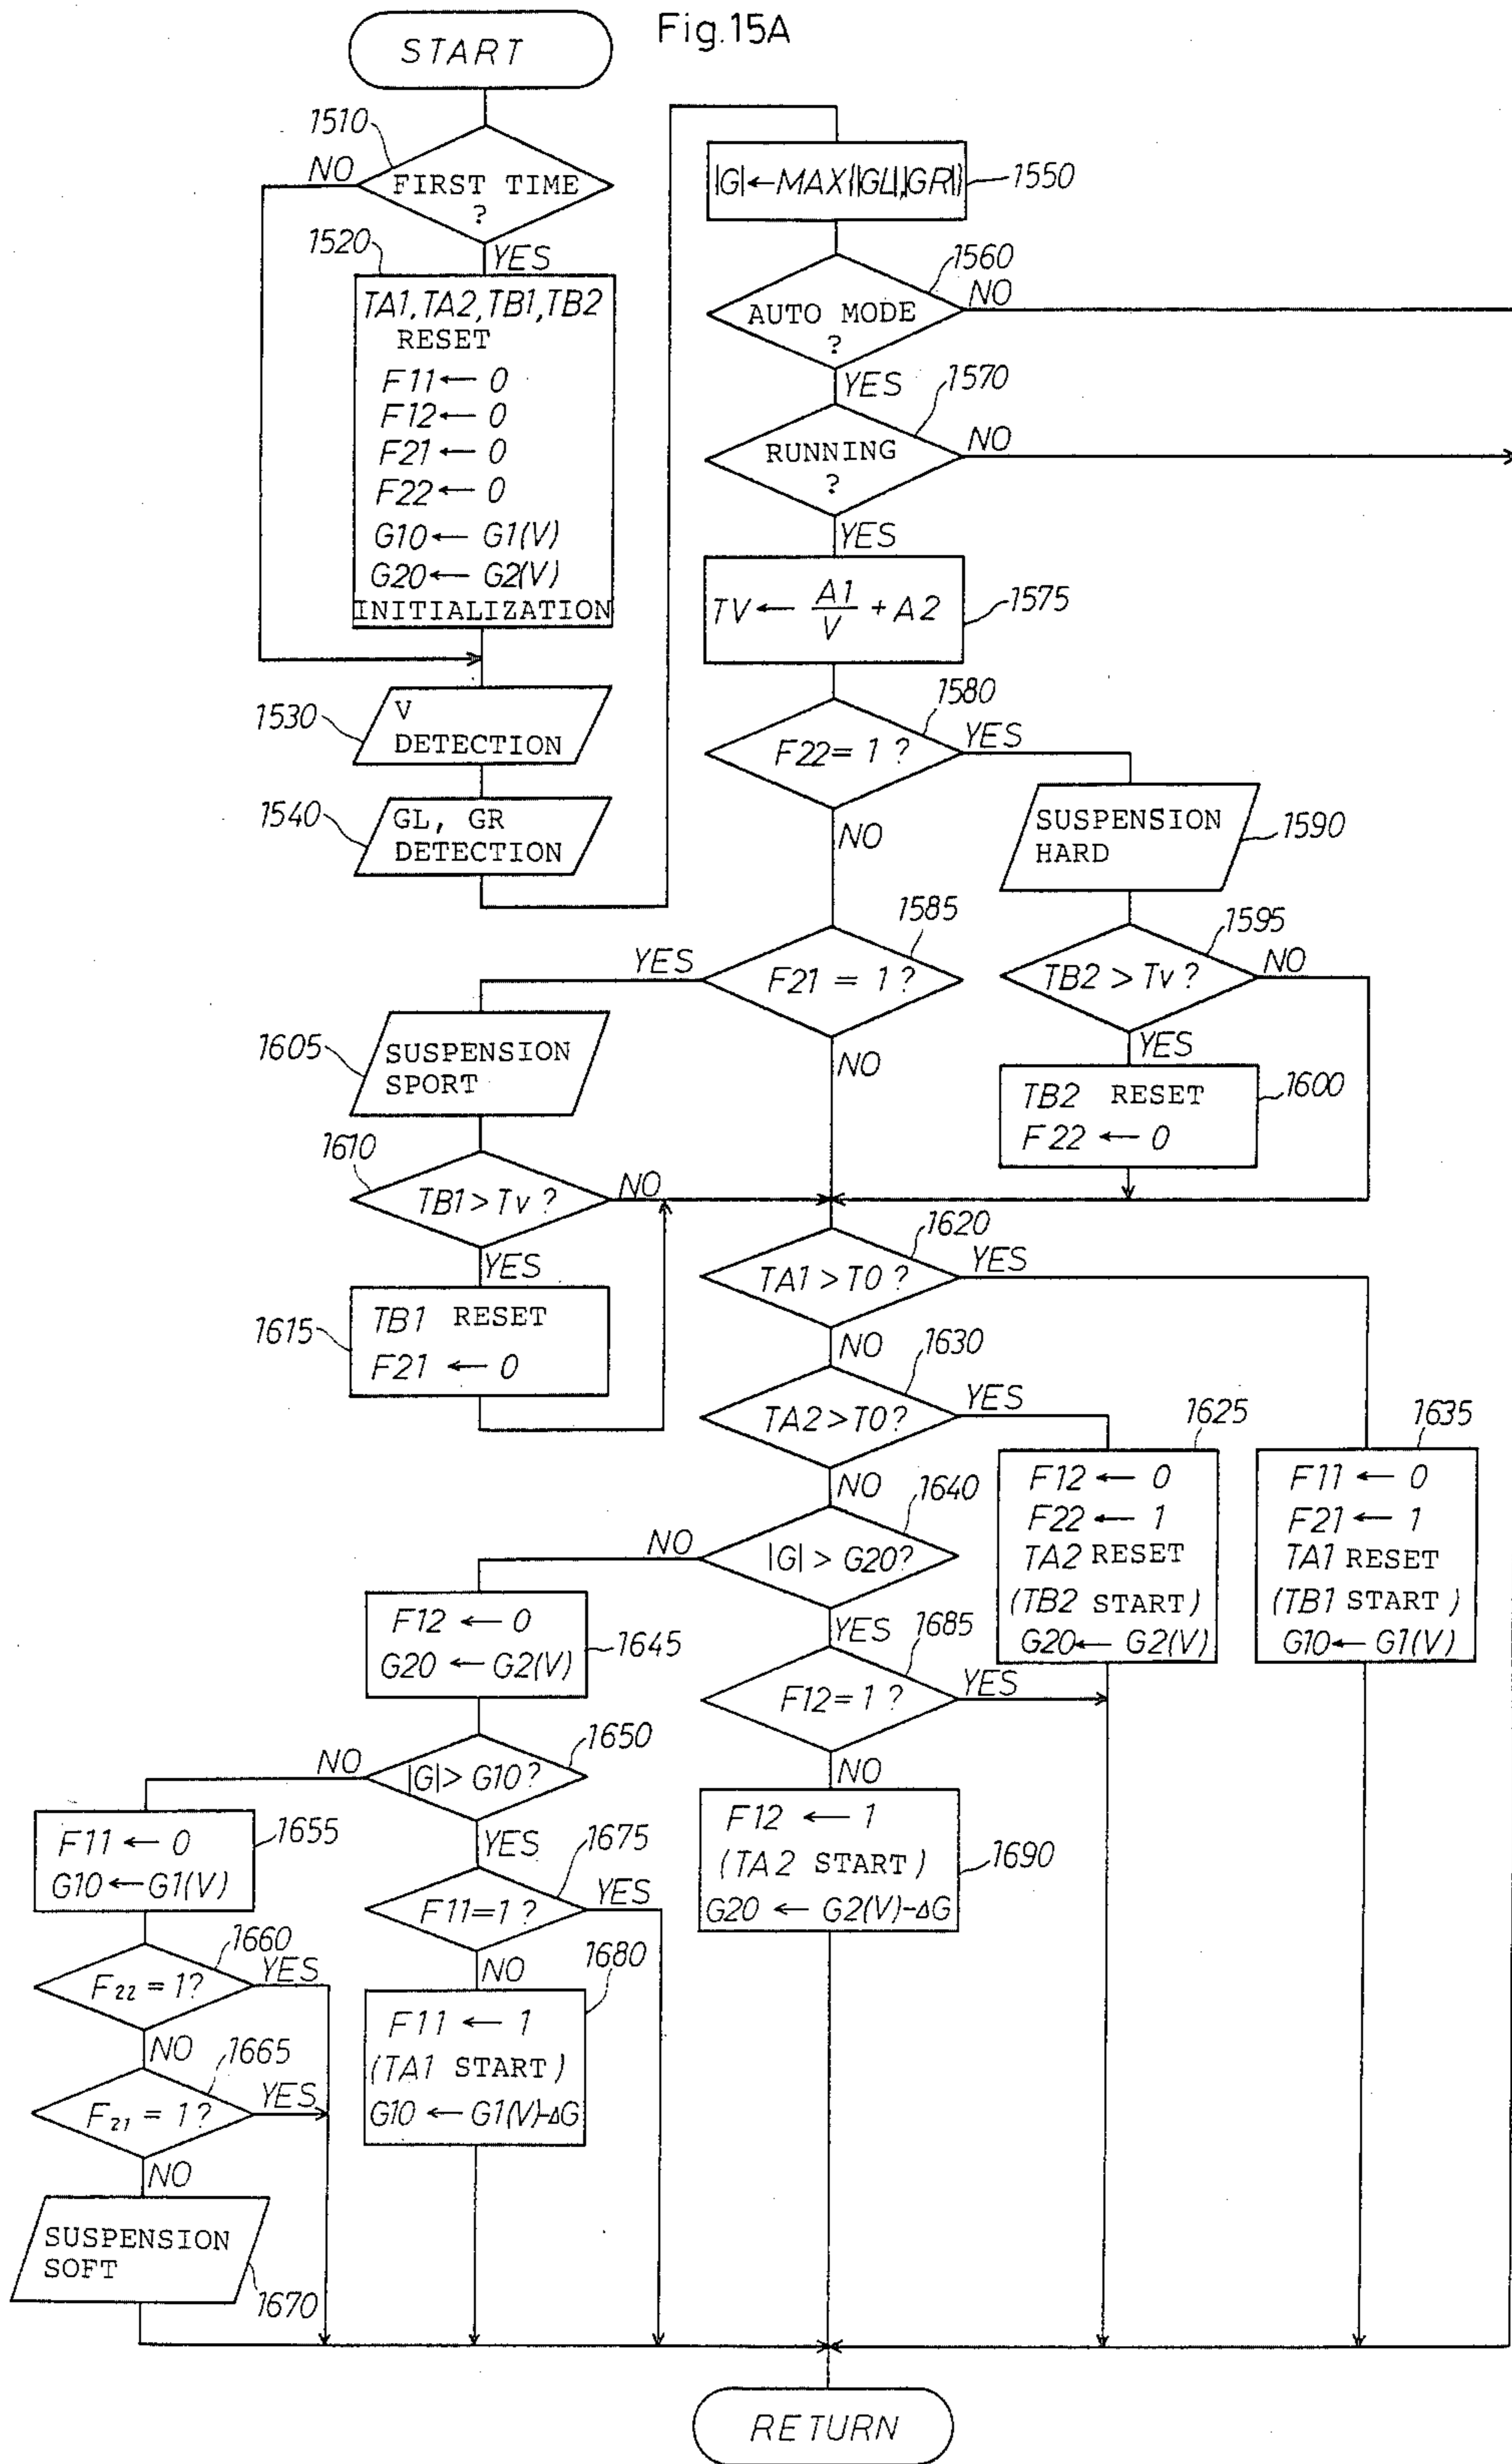 Fig.15A
START
1510
NO
FIRST TIME
?
YES
1520
TA1,TA2,TB1,TB2
RESET
F11←0
F12←0
F21←0
F22←0
G10←G1(V)
G20←G2(V)
INITIALIZATION
1530
V
DETECTION
1540
GL, GR
DETECTION
|G|←MAX(|GL|,|GR|)
1550
1560
NO
AUTO MODE
?
YES
1570
NO
RUNNING
?
YES
TV←A1/V+A2
1575
1580
YES
F22=1?
NO
SUSPENSION
HARD
1590
1585
YES
F21=1?
NO
1595
TB2>Tv?
NO
YES
TB2 RESET
F22←0
1600
1605
SUSPENSION
SPORT
1610
TB1>Tv?
NO
YES
1615
TB1 RESET
F21←0
1620
YES
TA1>T0?
NO
1630
YES
TA2>T0?
NO
1625
F12←0
F22←1
TA2 RESET
(TB2 START)
G20←G2(V)
1635
F11←0
F21←1
TA1 RESET
(TB1 START)
G10←G1(V)
1640
NO
|G|>G20?
YES
F12←0
G20←G2(V)
1645
1685
YES
F12=1?
NO
1650
NO
|G|>G10?
YES
F12←1
(TA2 START)
G20←G2(V)-ΔG
1690
F11←0
G10←G1(V)
1655
1675
YES
F11=1?
NO
1660
YES
F22=1?
NO
1680
F11←1
(TA1 START)
G10←G1(V)-ΔG
1665
YES
F21=1?
NO
SUSPENSION
SOFT
1670
RETURN